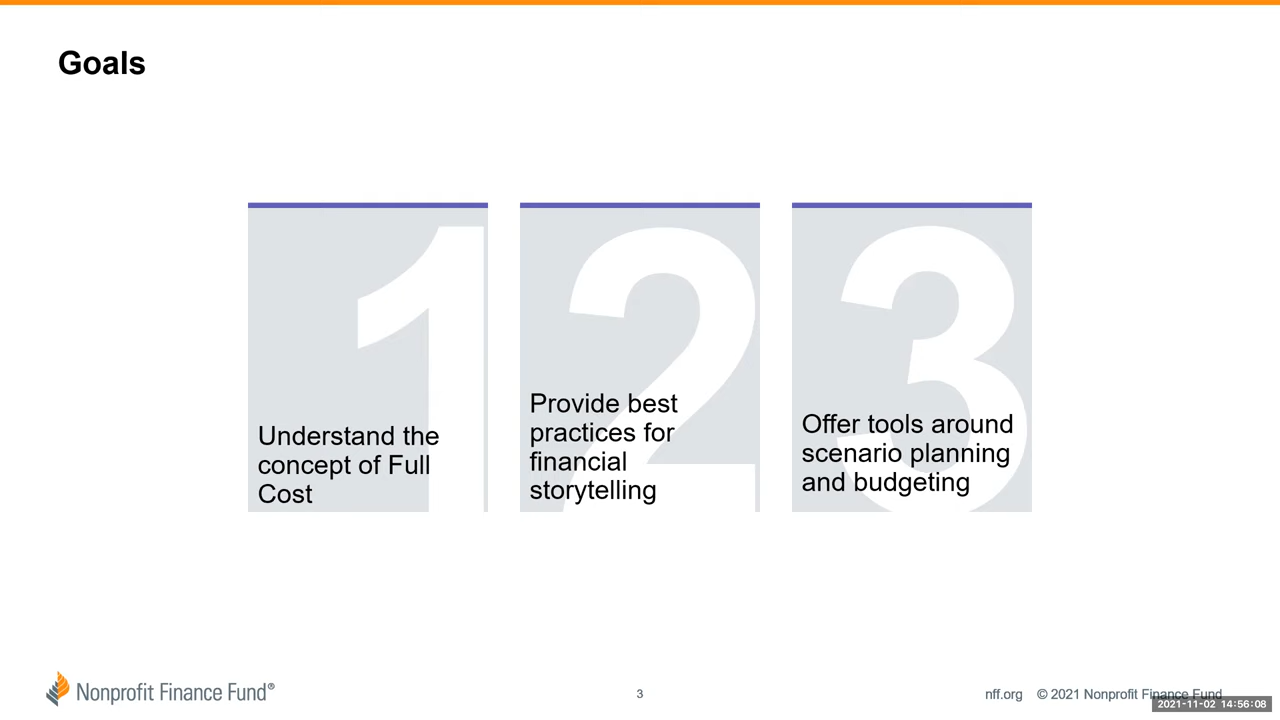 Goals
1
Understand the
concept of Full
Cost
2
Provide best
practices for
financial
storytelling
3
Offer tools around
scenario planning
and budgeting
Nonprofit Finance Fund®
3
nff.org © 2021 Nonprofit Finance Fund
2021-11-02 14:56:08